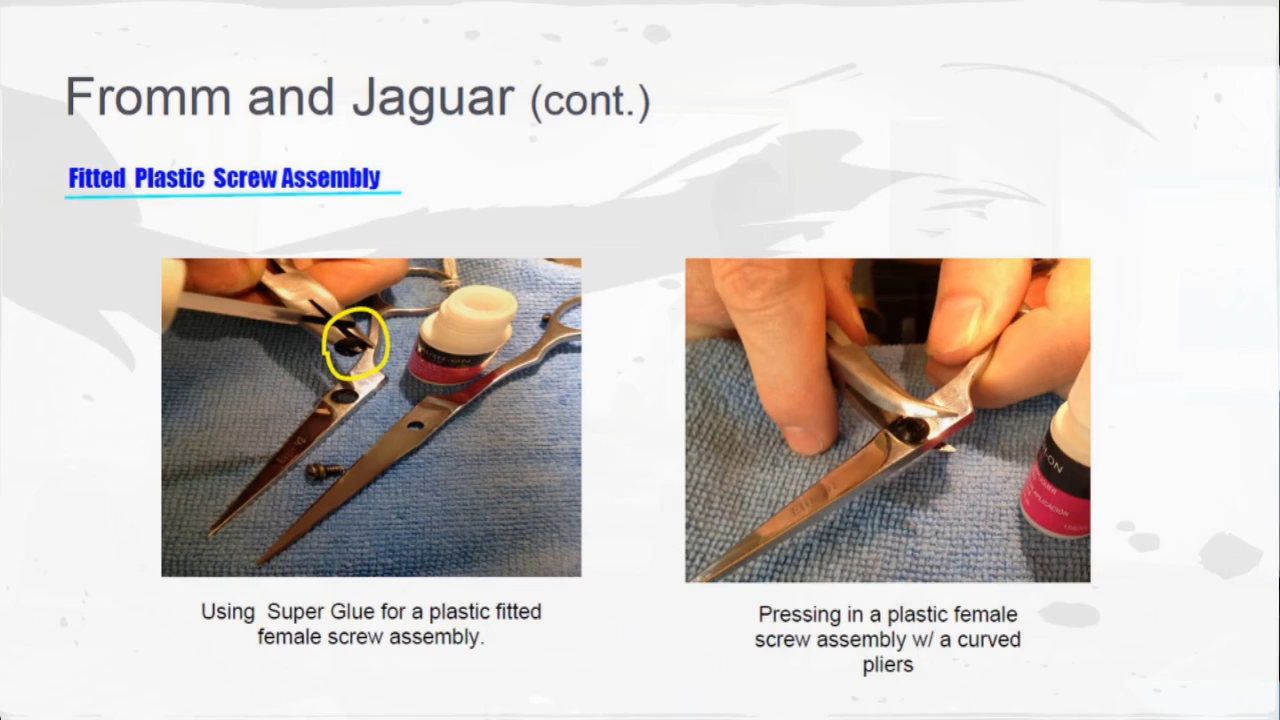 Fromm and Jaguar (cont.)
Fitted Plastic Screw Assembly
Using Super Glue for a plastic fitted
female screw assembly.
Pressing in a plastic female
screw assembly w/ a curved
pliers